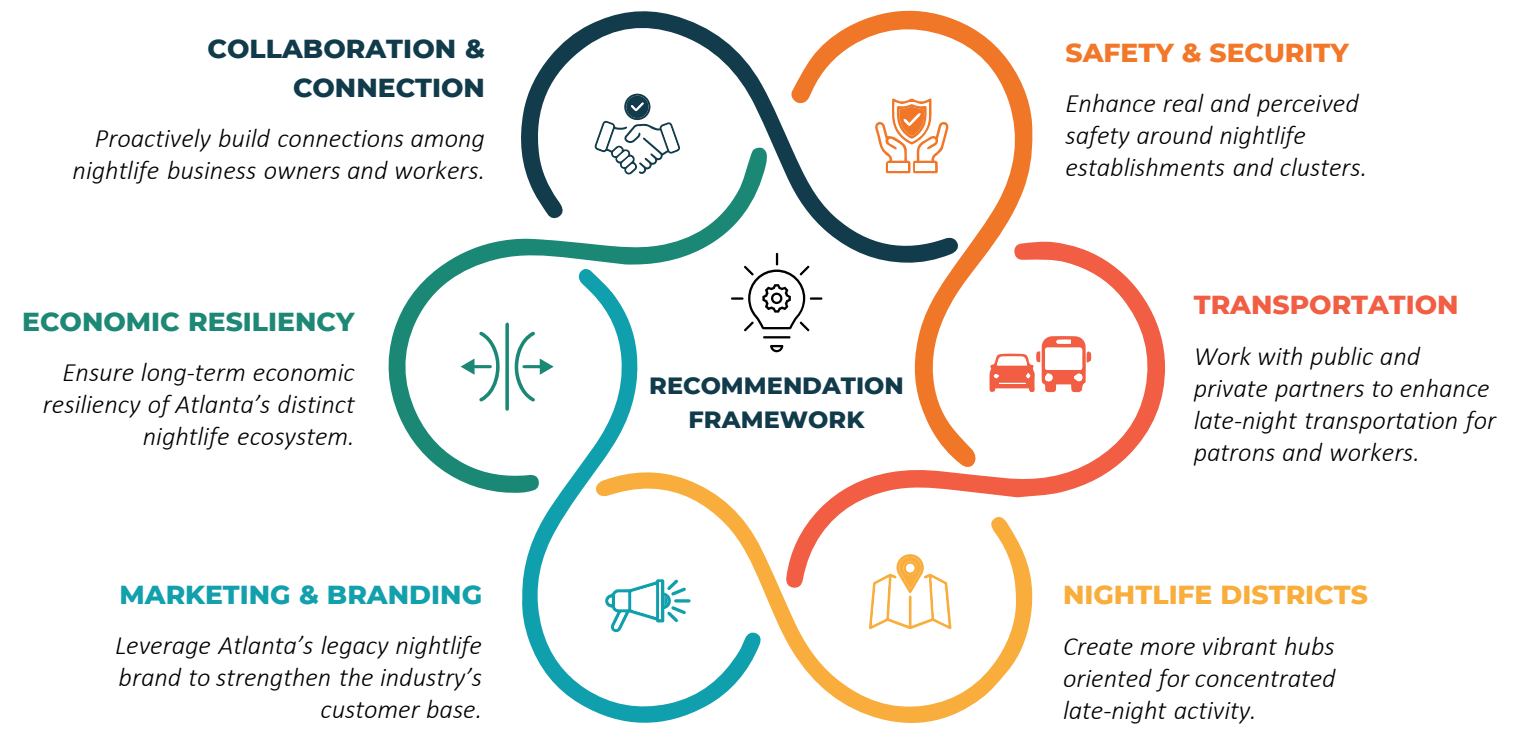 COLLABORATION &
CONNECTION
Proactively build connections among
nightlife business owners and workers.
SAFETY & SECURITY
Enhance real and perceived
safety around nightlife
establishments and clusters.
ECONOMIC RESILIENCY
Ensure long-term economic
resiliency of Atlanta’s distinct
nightlife ecosystem.
RECOMMENDATION
FRAMEWORK
TRANSPORTATION
Work with public and
private partners to enhance
late-night transportation for
patrons and workers.
MARKETING & BRANDING
Leverage Atlanta’s legacy nightlife
brand to strengthen the industry’s
customer base.
NIGHTLIFE DISTRICTS
Create more vibrant hubs
oriented for concentrated
late-night activity.